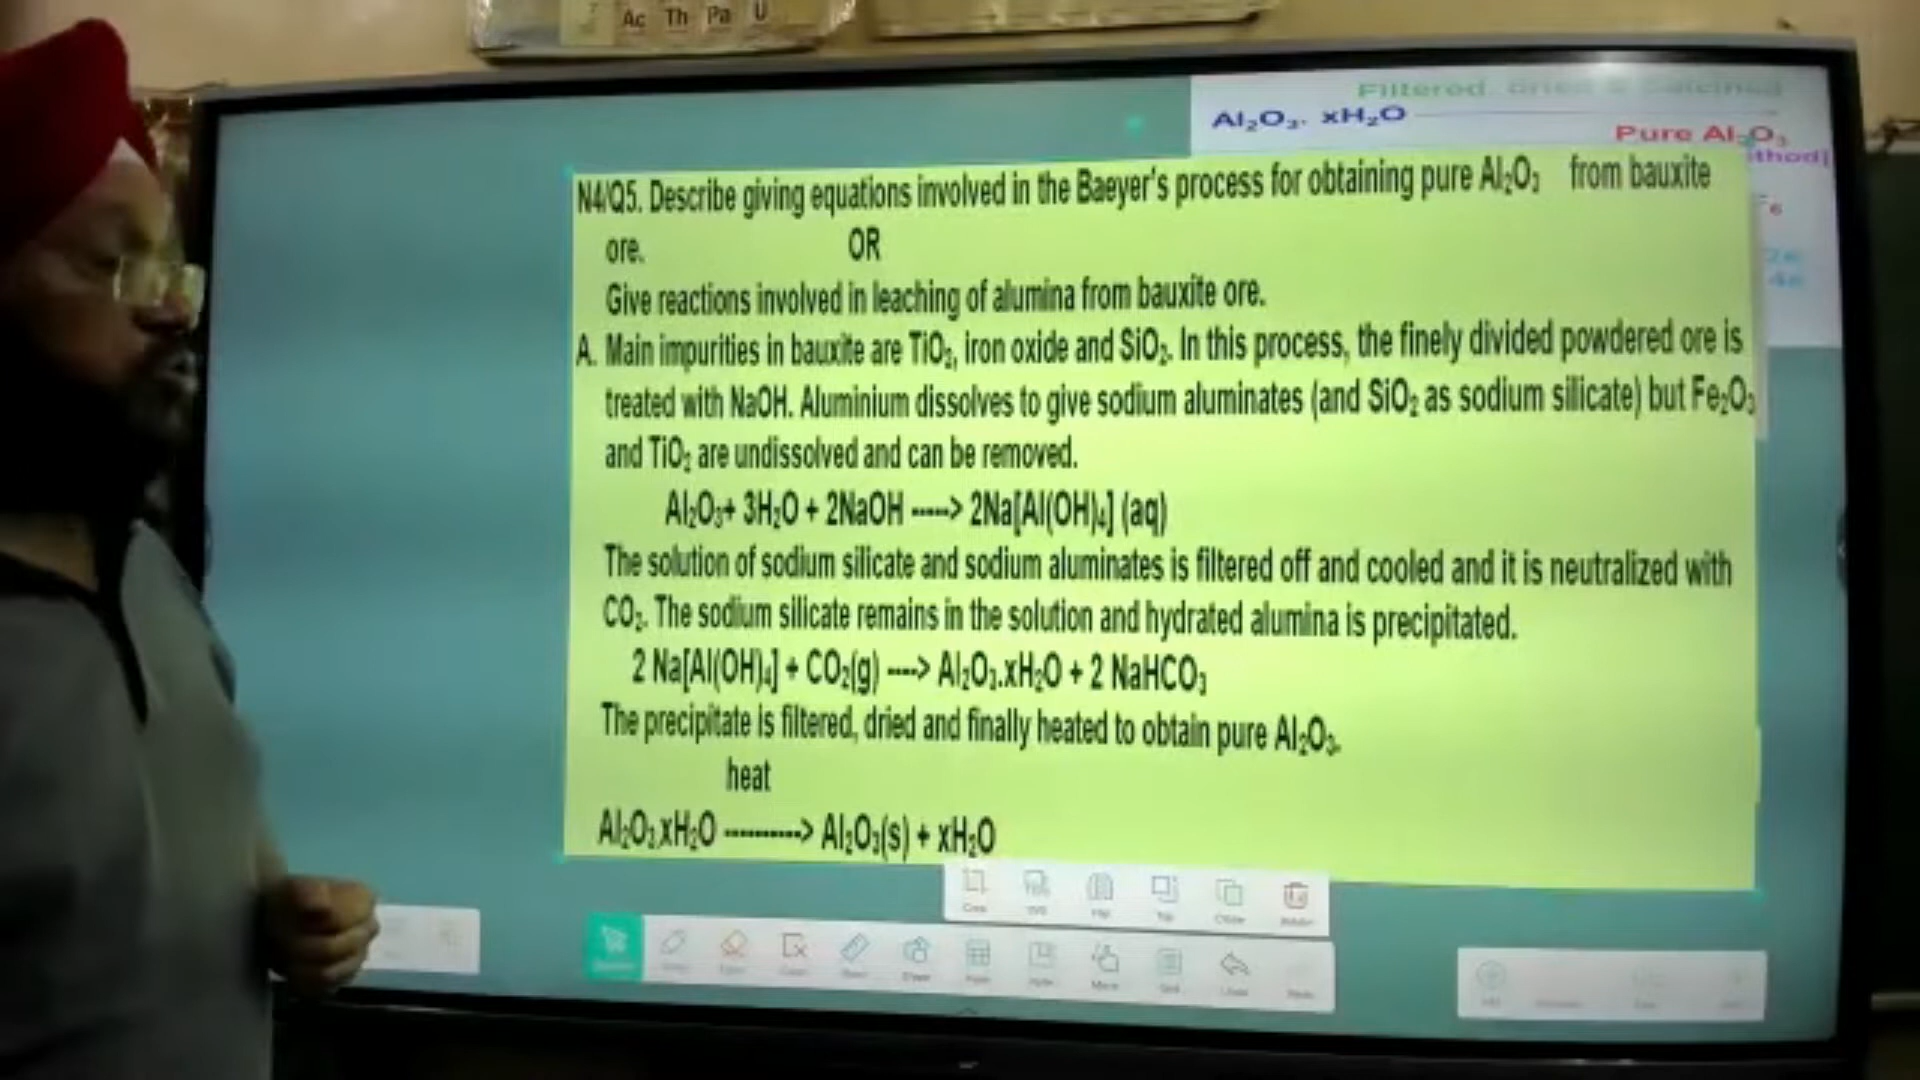 Ac Th Pa U
Filtered, dried & Calcined
Al₂O₃. xH₂O
Pure Al₂O₃
N4/Q5. Describe giving equations involved in the Baeyer's process for obtaining pure Al₂O₃ from bauxite
ore. OR
Give reactions involved in leaching of alumina from bauxite ore.
A. Main impurities in bauxite are TiO₂, iron oxide and SiO₂. In this process, the finely divided powdered ore is
treated with NaOH. Aluminium dissolves to give sodium aluminates (and SiO₂ as sodium silicate) but Fe₂O₃
and TiO₂ are undissolved and can be removed.
Al₂O₃+ 3H₂O + 2NaOH -----> 2Na[Al(OH)₄] (aq)
The solution of sodium silicate and sodium aluminates is filtered off and cooled and it is neutralized with
CO₂. The sodium silicate remains in the solution and hydrated alumina is precipitated.
2 Na[Al(OH)₄] + CO₂(g) ----> Al₂O₃.xH₂O + 2 NaHCO₃
The precipitate is filtered, dried and finally heated to obtain pure Al₂O₃.
heat
Al₂O₃.xH₂O ----------> Al₂O₃(s) + xH₂O